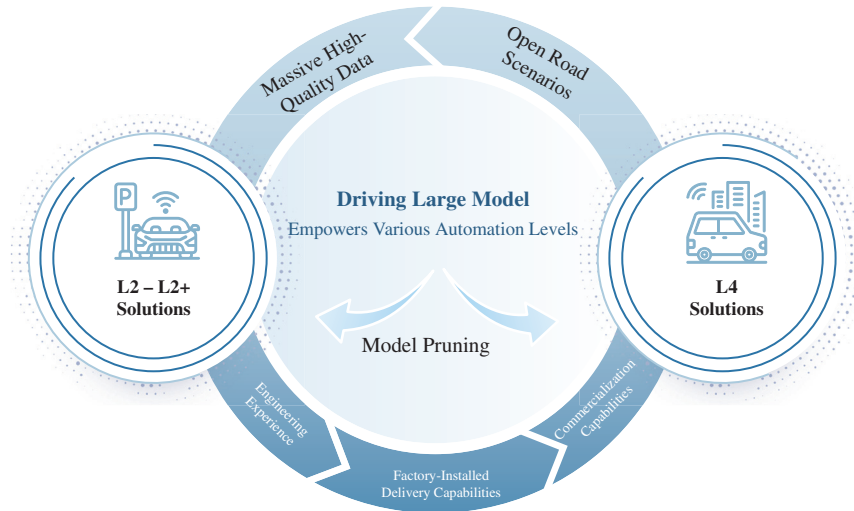 Massive High-
Quality Data
Open Road
Scenarios
P
Driving Large Model
Empowers Various Automation Levels
L2 – L2+
Solutions
L4
Solutions
Model Pruning
Engineering
Experience
Factory-Installed
Delivery Capabilities
Commercialization
Capabilities